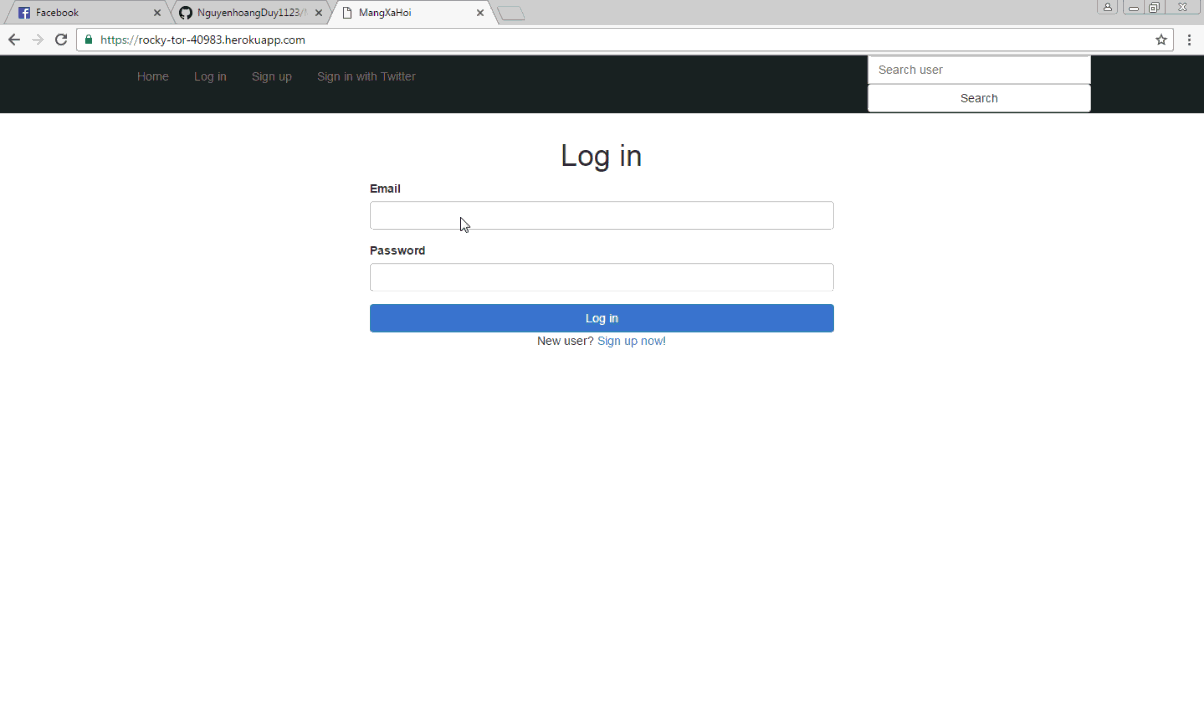 Facebook
NguyenhoangDuy1123/
MangXaHoi
https://rocky-tor-40983.herokuapp.com
Home Log in Sign up Sign in with Twitter
Search user
Search
Log in
Email
Password
Log in
New user? Sign up now!